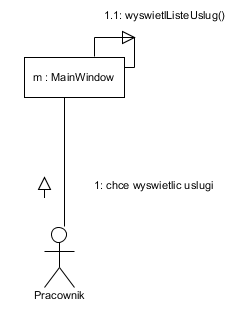 1.1: wyswietlListeUslug()
m : MainWindow
1: chce wyswietlic uslugi
Pracownik